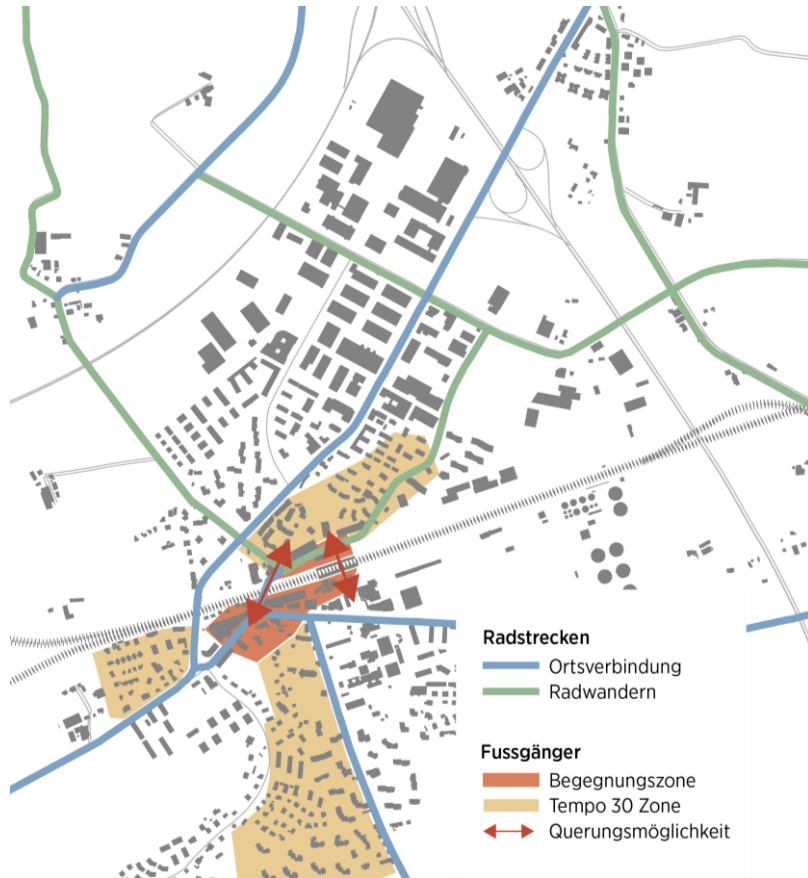 Radstrecken
Ortsverbindung
Radwandern
Fussgänger
Begegnungszone
Tempo 30 Zone
Querungsmöglichkeit